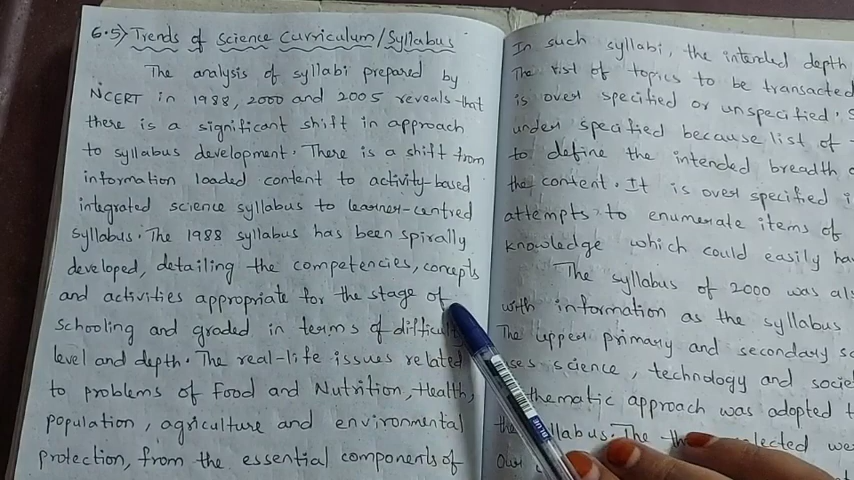 6.5) Trends of Science Curriculum/Syllabus
The analysis of syllabi prepared by
NCERT in 1988, 2000 and 2005 reveals that
there is a significant shift in approach
to syllabus development. There is a shift from
information loaded content to activity-based
integrated science syllabus to learner-centred
syllabus. The 1988 syllabus has been spirally
developed, detailing the competencies, concepts
and activities appropriate for the stage of
schooling and graded in terms of difficulty
level and depth. The real-life issues related
to problems of Food and Nutrition, Health,
population, agriculture and environmental
protection, from the essential components of
In such syllabi, the intended depth
The list of topics to be transacted
is over specified or unspecified.
under specified because list of
to define the intended breadth
the content. It is over specified
attempts to enumerate items of
knowledge which could easily
The syllabus of 2000 was
with information as the syllabus
The upper primary and secondary
science, technology and
thematic approach was adopted
the The
Our